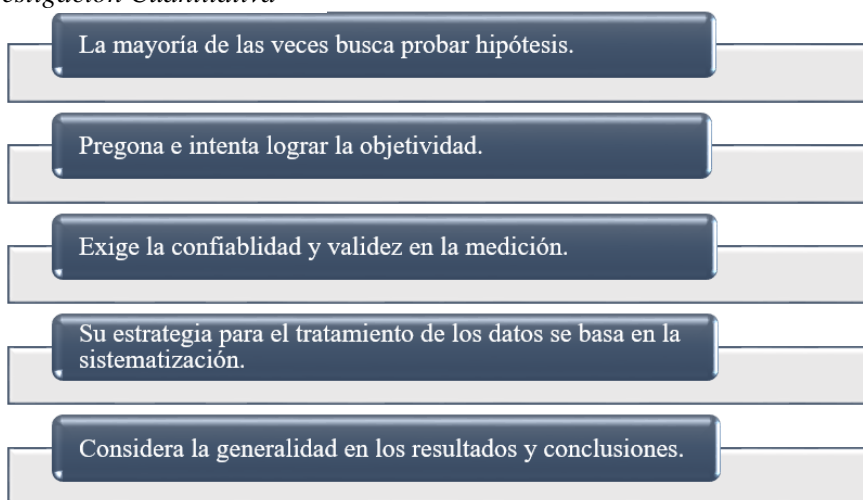 estigación Cuantitativa
La mayoría de las veces busca probar hipótesis.
Pregona e intenta lograr la objetividad.
Exige la confiablidad y validez en la medición.
Su estrategia para el tratamiento de los datos se basa en la
sistematización.
Considera la generalidad en los resultados y conclusiones.